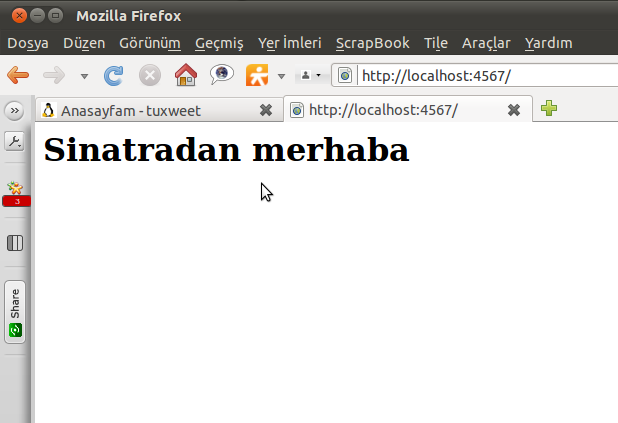 Mozilla Firefox
Dosya Düzen Görünüm Geçmiş Yer İmleri ScrapBook Tile Araçlar Yardım
http://localhost:4567/
Anasayfam - tuxweet
http://localhost:4567/
Sinatradan merhaba
3
Share